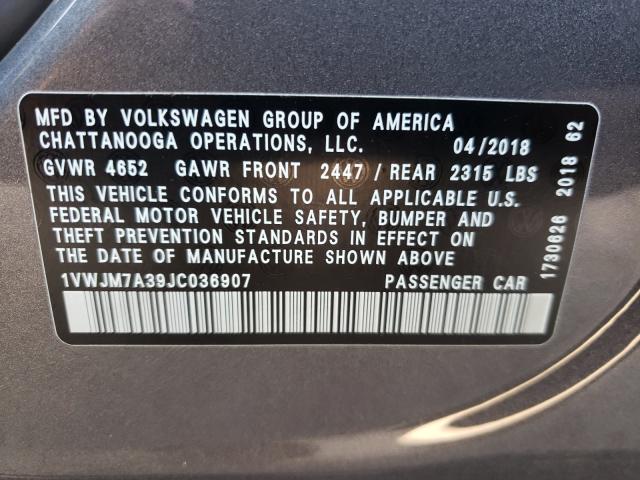 MFD BY VOLKSWAGEN GROUP OF AMERICA
CHATTANOOGA OPERATIONS, LLC. 04/2018
GVWR 4652 GAWR FRONT 2447 / REAR 2315 LBS
THIS VEHICLE CONFORMS TO ALL APPLICABLE U.S.
FEDERAL MOTOR VEHICLE SAFETY, BUMPER AND
THEFT PREVENTION STANDARDS IN EFFECT ON
THE DATE OF MANUFACTURE SHOWN ABOVE
1VWJM7A39JC036907 PASSENGER CAR
1730626 2018 62